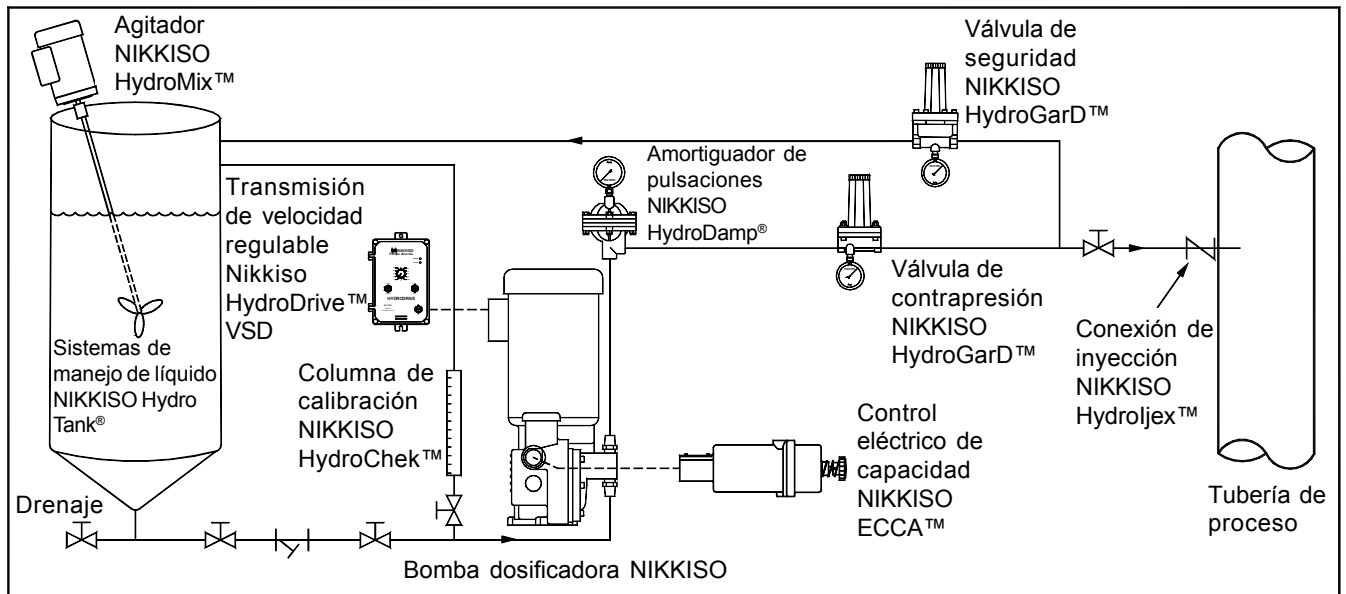 Agitador
NIKKISO
HydroMix™
Válvula de
seguridad
NIKKISO
HydroGarD™
Amortiguador de
pulsaciones
NIKKISO
HydroDamp®
Transmisión
de velocidad
regulable
Nikkiso
HydroDrive™
VSD
NIKKISO
HYDRODRIVE
Válvula de
contrapresión
NIKKISO
HydroGarD™
Conexión de
inyección
NIKKISO
HydroIjex™
Sistemas de
manejo de líquido
NIKKISO Hydro
Tank®
Columna de
calibración
NIKKISO
HydroChek™
Control
eléctrico de
capacidad
NIKKISO
ECCA™
Tubería de
proceso
Drenaje
Bomba dosificadora NIKKISO